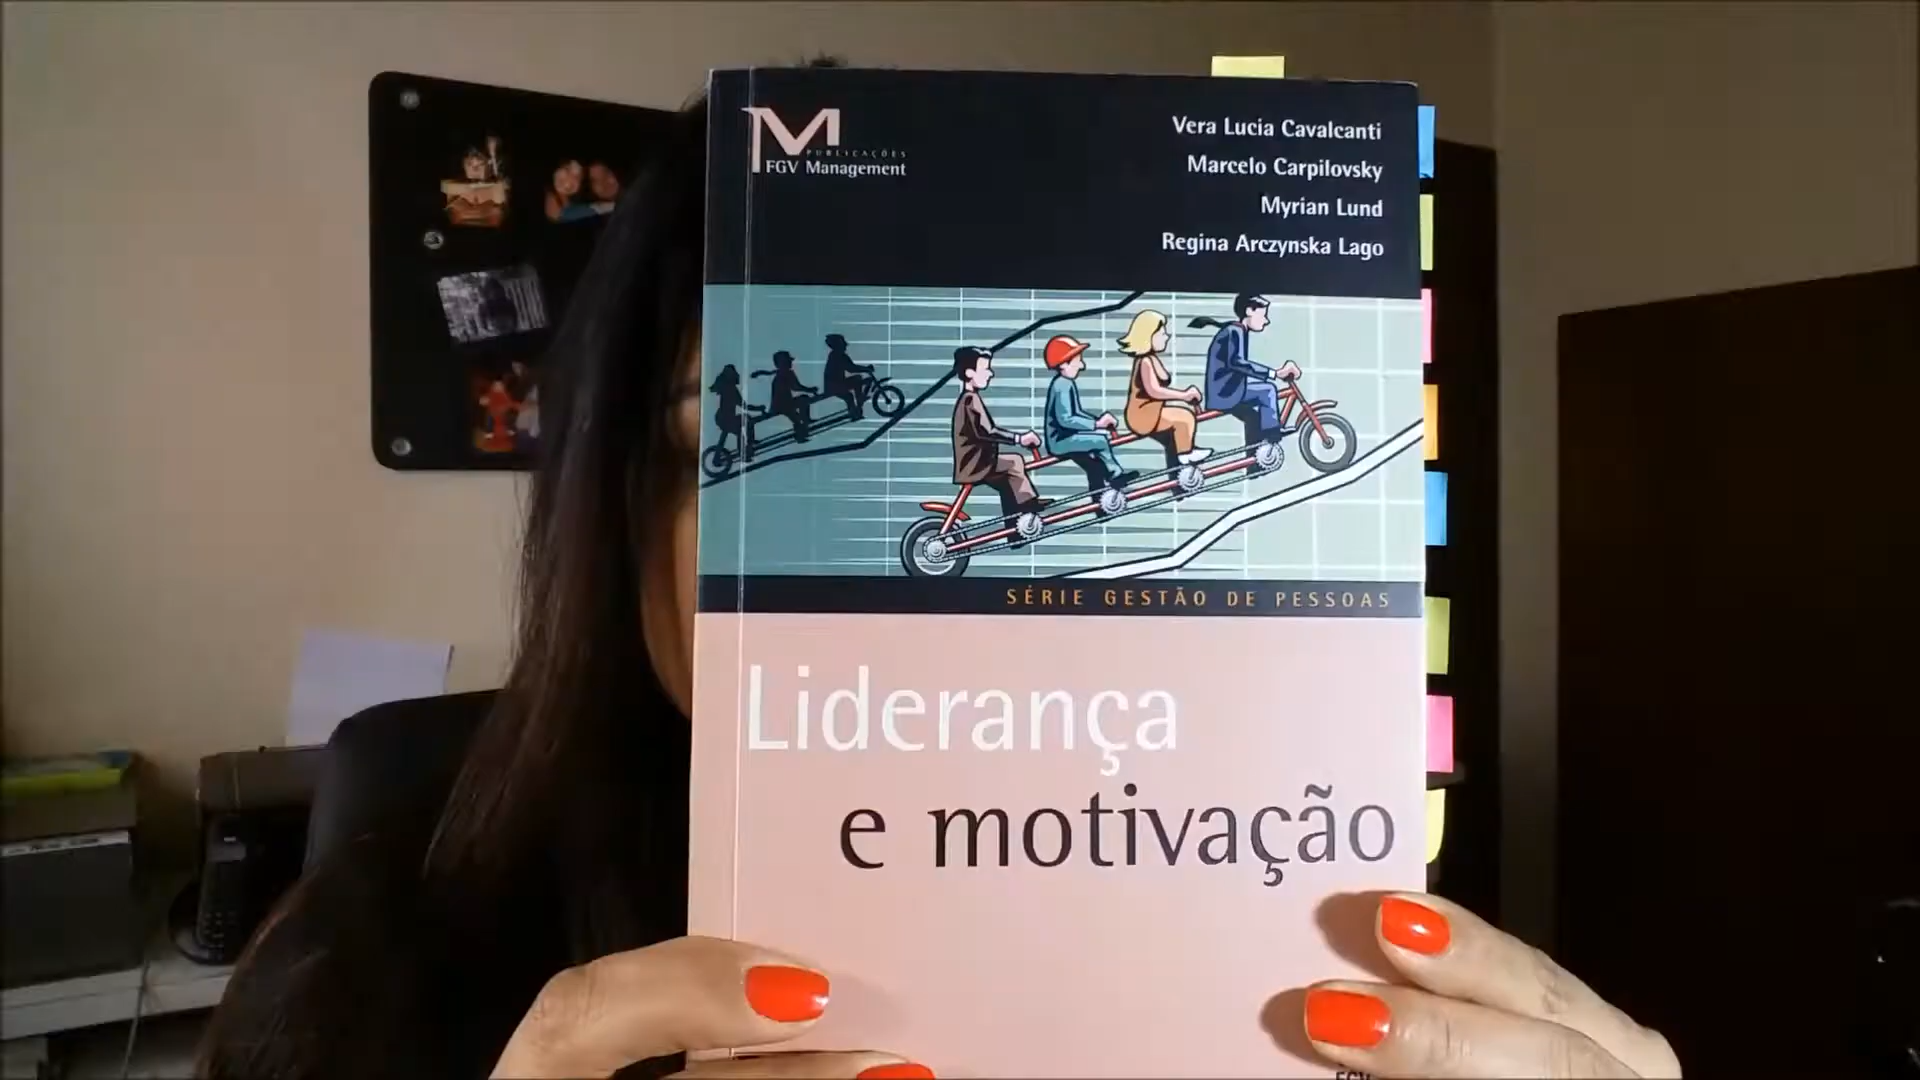 M
PUBLICAÇÕES
FGV Management
Vera Lucia Cavalcanti
Marcelo Carpilovsky
Myrian Lund
Regina Arczynska Lago
SÉRIE GESTÃO DE PESSOAS
Liderança
e motivação
FGV